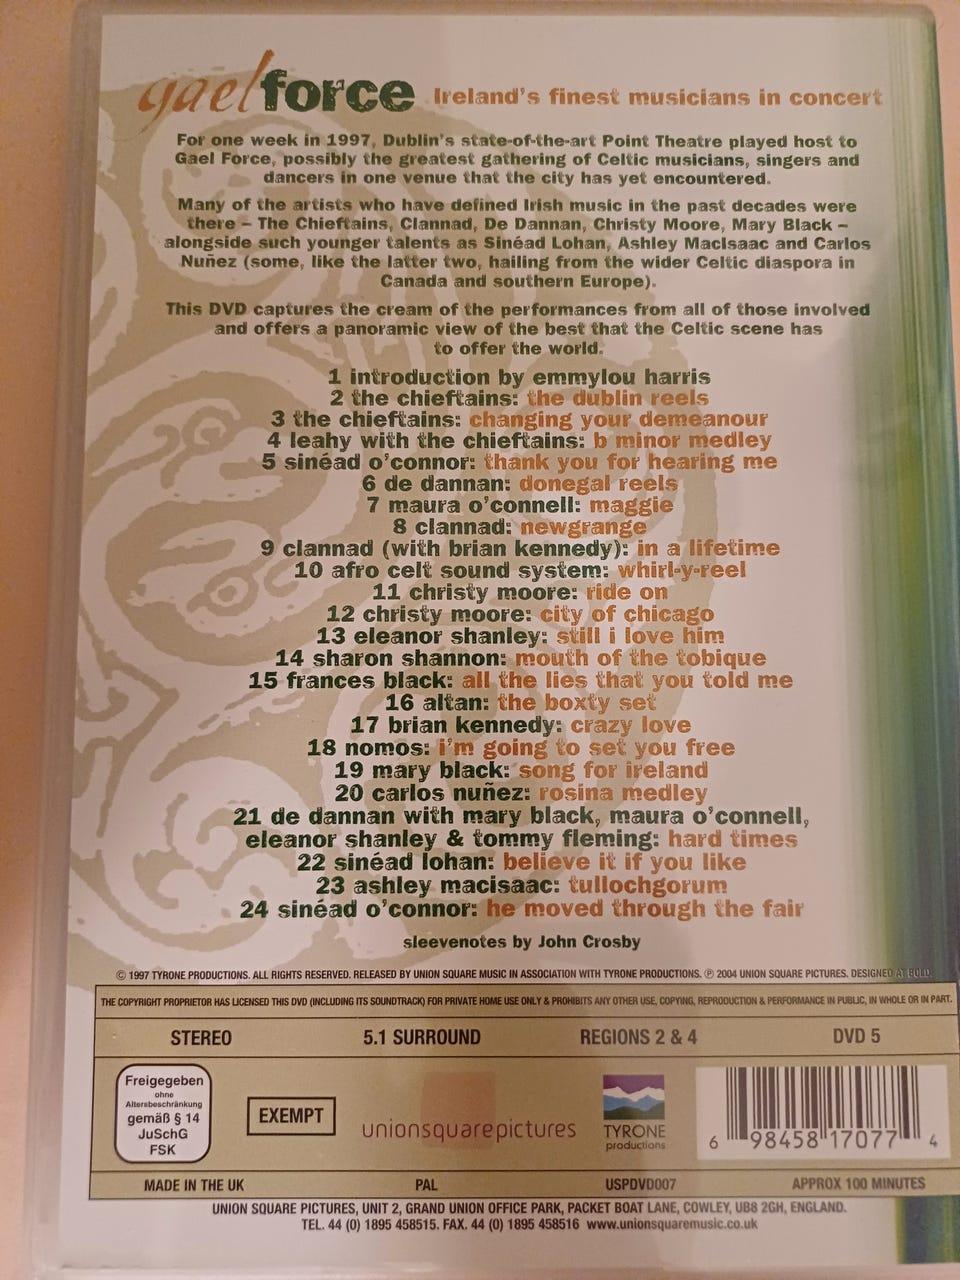 gaelforce Ireland's finest musicians in concert
For one week in 1997, Dublin's state-of-the-art Point Theatre played host to
Gael Force, possibly the greatest gathering of Celtic musicians, singers and
dancers in one venue that the city has yet encountered.
Many of the artists who have defined Irish music in the past decades were
there – The Chieftains, Clannad, De Dannan, Christy Moore, Mary Black –
alongside such younger talents as Sinéad Lohan, Ashley MacIsaac and Carlos
Nuñez (some, like the latter two, hailing from the wider Celtic diaspora in
Canada and southern Europe).
This DVD captures the cream of the performances from all of those involved
and offers a panoramic view of the best that the Celtic scene has
to offer the world.
1 introduction by emmylou harris
2 the chieftains: the dublin reels
3 the chieftains: changing your demeanour
4 leahy with the chieftains: b minor medley
5 sinéad o'connor: thank you for hearing me
6 de dannan: donegal reels
7 maura o'connell: maggie
8 clannad: newgrange
9 clannad (with brian kennedy): in a lifetime
10 afro celt sound system: whirl-y-reel
11 christy moore: ride on
12 christy moore: city of chicago
13 eleanor shanley: still i love him
14 sharon shannon: mouth of the tobique
15 frances black: all the lies that you told me
16 altan: the boxty set
17 brian kennedy: crazy love
18 nomos: i'm going to set you free
19 mary black: song for ireland
20 carlos nuñez: rosina medley
21 de dannan with mary black, maura o'connell,
eleanor shanley & tommy fleming: hard times
22 sinéad lohan: believe it if you like
23 ashley macisaac: tullochgorum
24 sinéad o'connor: he moved through the fair
sleevenotes by John Crosby
© 1997 TYRONE PRODUCTIONS. ALL RIGHTS RESERVED. RELEASED BY UNION SQUARE MUSIC IN ASSOCIATION WITH TYRONE PRODUCTIONS. ℗ 2004 UNION SQUARE PICTURES. DESIGNED AT BOLD.
THE COPYRIGHT PROPRIETOR HAS LICENSED THIS DVD (INCLUDING ITS SOUNDTRACK) FOR PRIVATE HOME USE ONLY & PROHIBITS ANY OTHER USE, COPYING, REPRODUCTION & PERFORMANCE IN PUBLIC, IN WHOLE OR IN PART.
STEREO 5.1 SURROUND REGIONS 2 & 4 DVD 5
Freigegeben
ohne
Altersbeschränkung
gemäß § 14
JuSchG
FSK
EXEMPT
unionsquarepictures
TYRONE
productions
6 98458 17077 4
MADE IN THE UK PAL USPDVD007 APPROX 100 MINUTES
UNION SQUARE PICTURES, UNIT 2, GRAND UNION OFFICE PARK, PACKET BOAT LANE, COWLEY, UB8 2GH, ENGLAND.
TEL. 44 (0) 1895 458515. FAX. 44 (0) 1895 458516 www.unionsquaremusic.co.uk